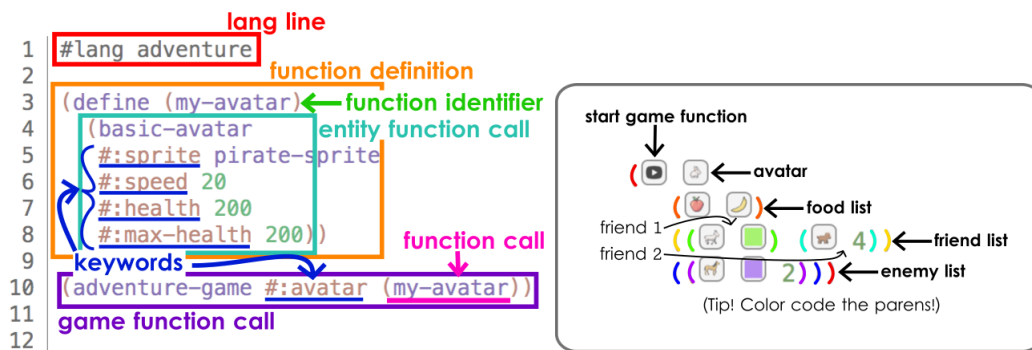 lang line
1 #lang adventure
2
function definition
3 (define (my-avatar)
function identifier
4 (basic-avatar
entity function call
5 #:sprite pirate-sprite
6 #:speed 20
7 #:health 200
8 #:max-health 200))
function call
9
keywords
10 (adventure-game #:avatar (my-avatar))
11
game function call
12
start game function
( avatar
( ) food list
friend 1
( ( ) ( 4 ) ) friend list
friend 2
( ( 2 ) ) ) enemy list
(Tip! Color code the parens!)